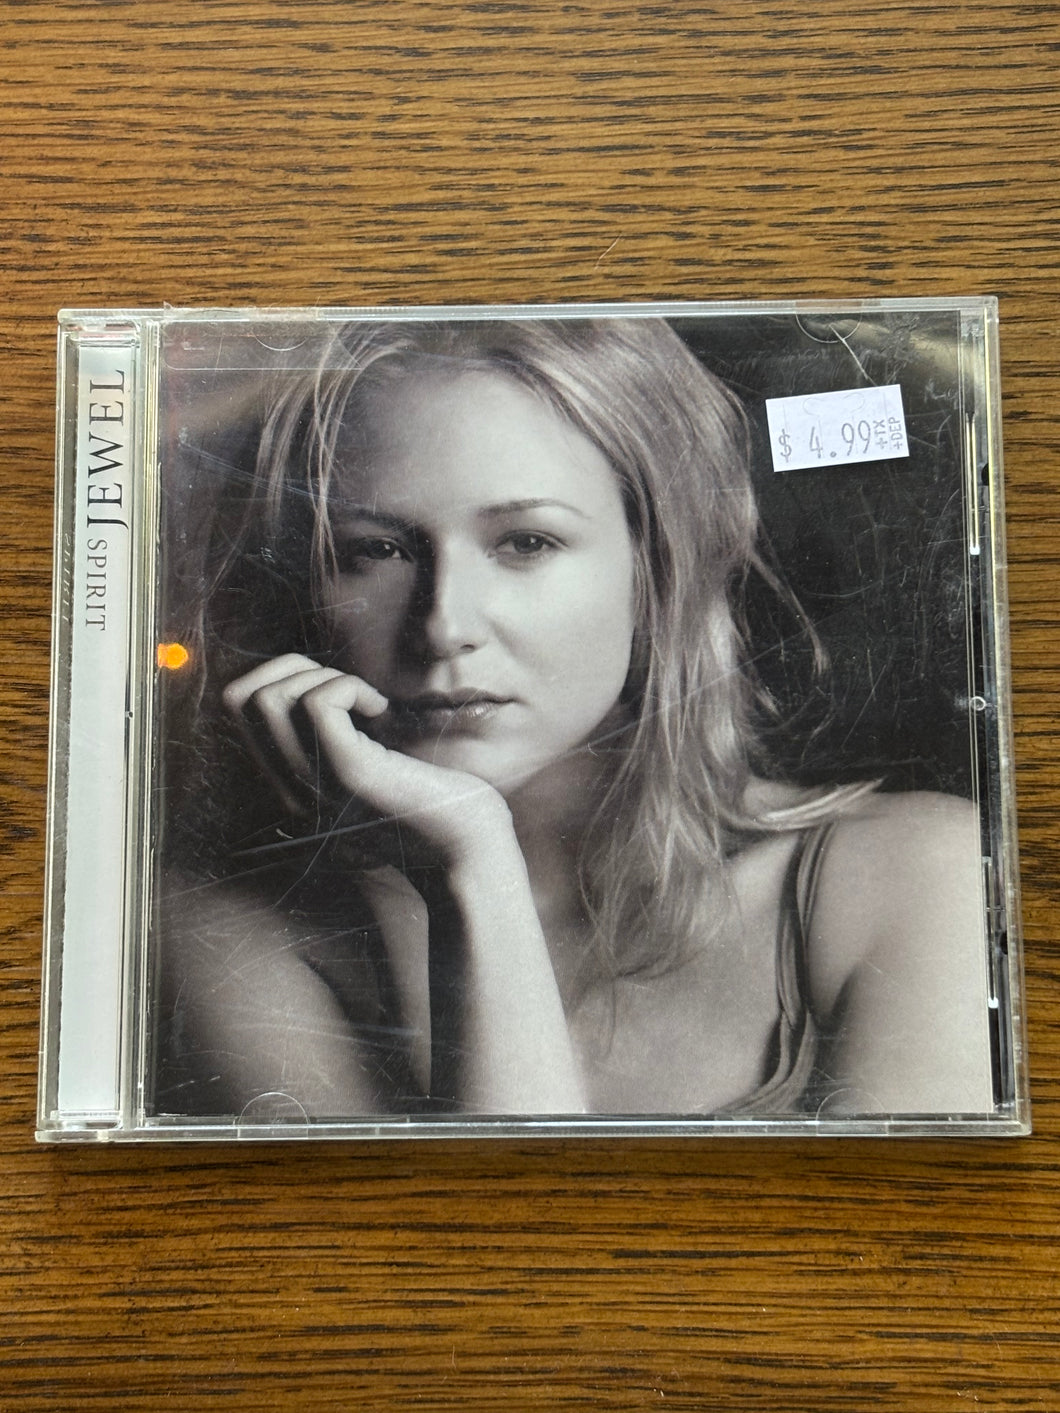 JEWEL SPIRIT
$ 4.99 +TX
+DEP